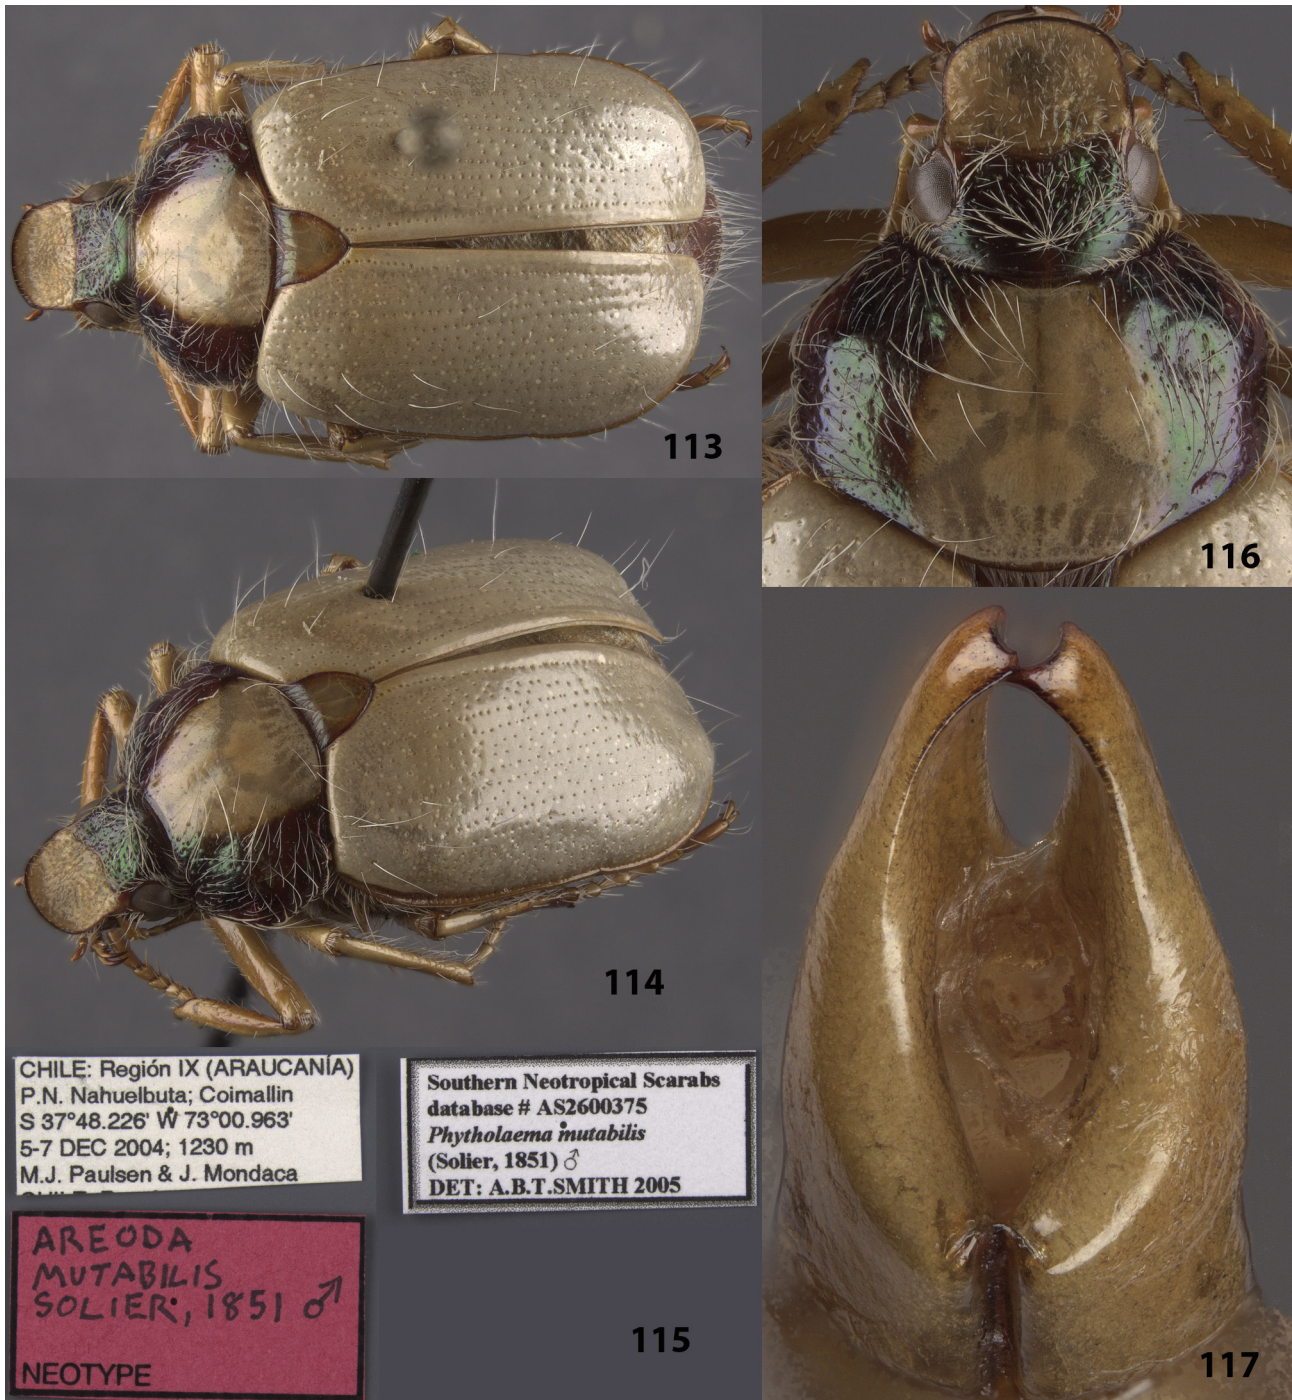 113
116
114
CHILE: Región IX (ARAUCANÍA)
P.N. Nahuelbuta; Coimallin
S 37°48.226' W 73°00.963'
5-7 DEC 2004; 1230 m
M.J. Paulsen & J. Mondaca
Southern Neotropical Scarabs
database # AS2600375
Phytholaema mutabilis
(Solier, 1851) ♂
DET: A.B.T.SMITH 2005
AREODA
MUTABILIS
SOLIER, 1851 ♂
NEOTYPE
115
117